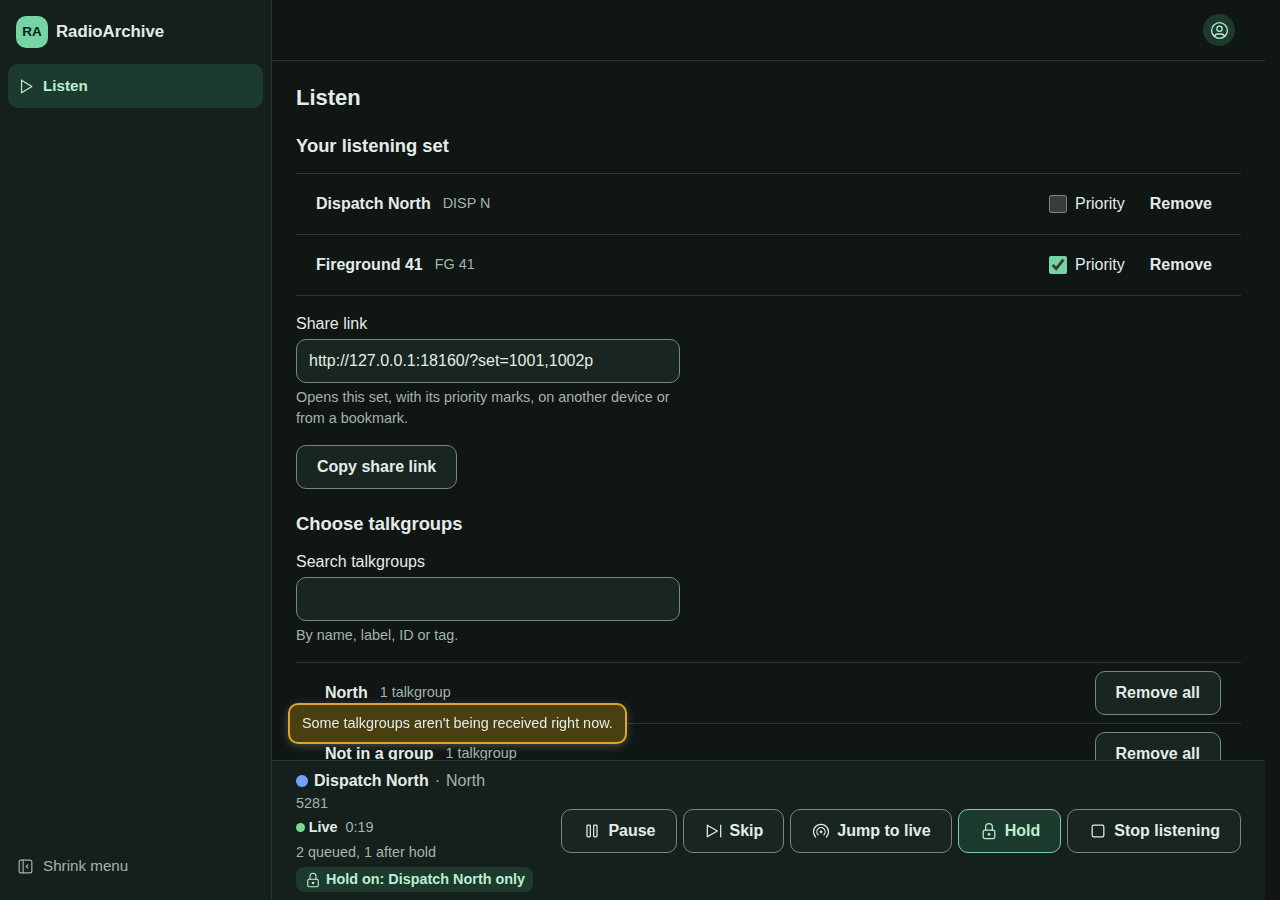 RA RadioArchive
Listen
Listen
Your listening set
Dispatch North DISP N Priority Remove
Fireground 41 FG 41 Priority Remove
Share link
http://127.0.0.1:18160/?set=1001,1002p
Opens this set, with its priority marks, on another device or
from a bookmark.
Copy share link
Choose talkgroups
Search talkgroups
By name, label, ID or tag.
North 1 talkgroup Remove all
Some talkgroups aren't being received right now.
Not in a group 1 talkgroup Remove all
Dispatch North · North
5281
Live 0:19
2 queued, 1 after hold
Hold on: Dispatch North only
Pause Skip Jump to live Hold Stop listening
Shrink menu